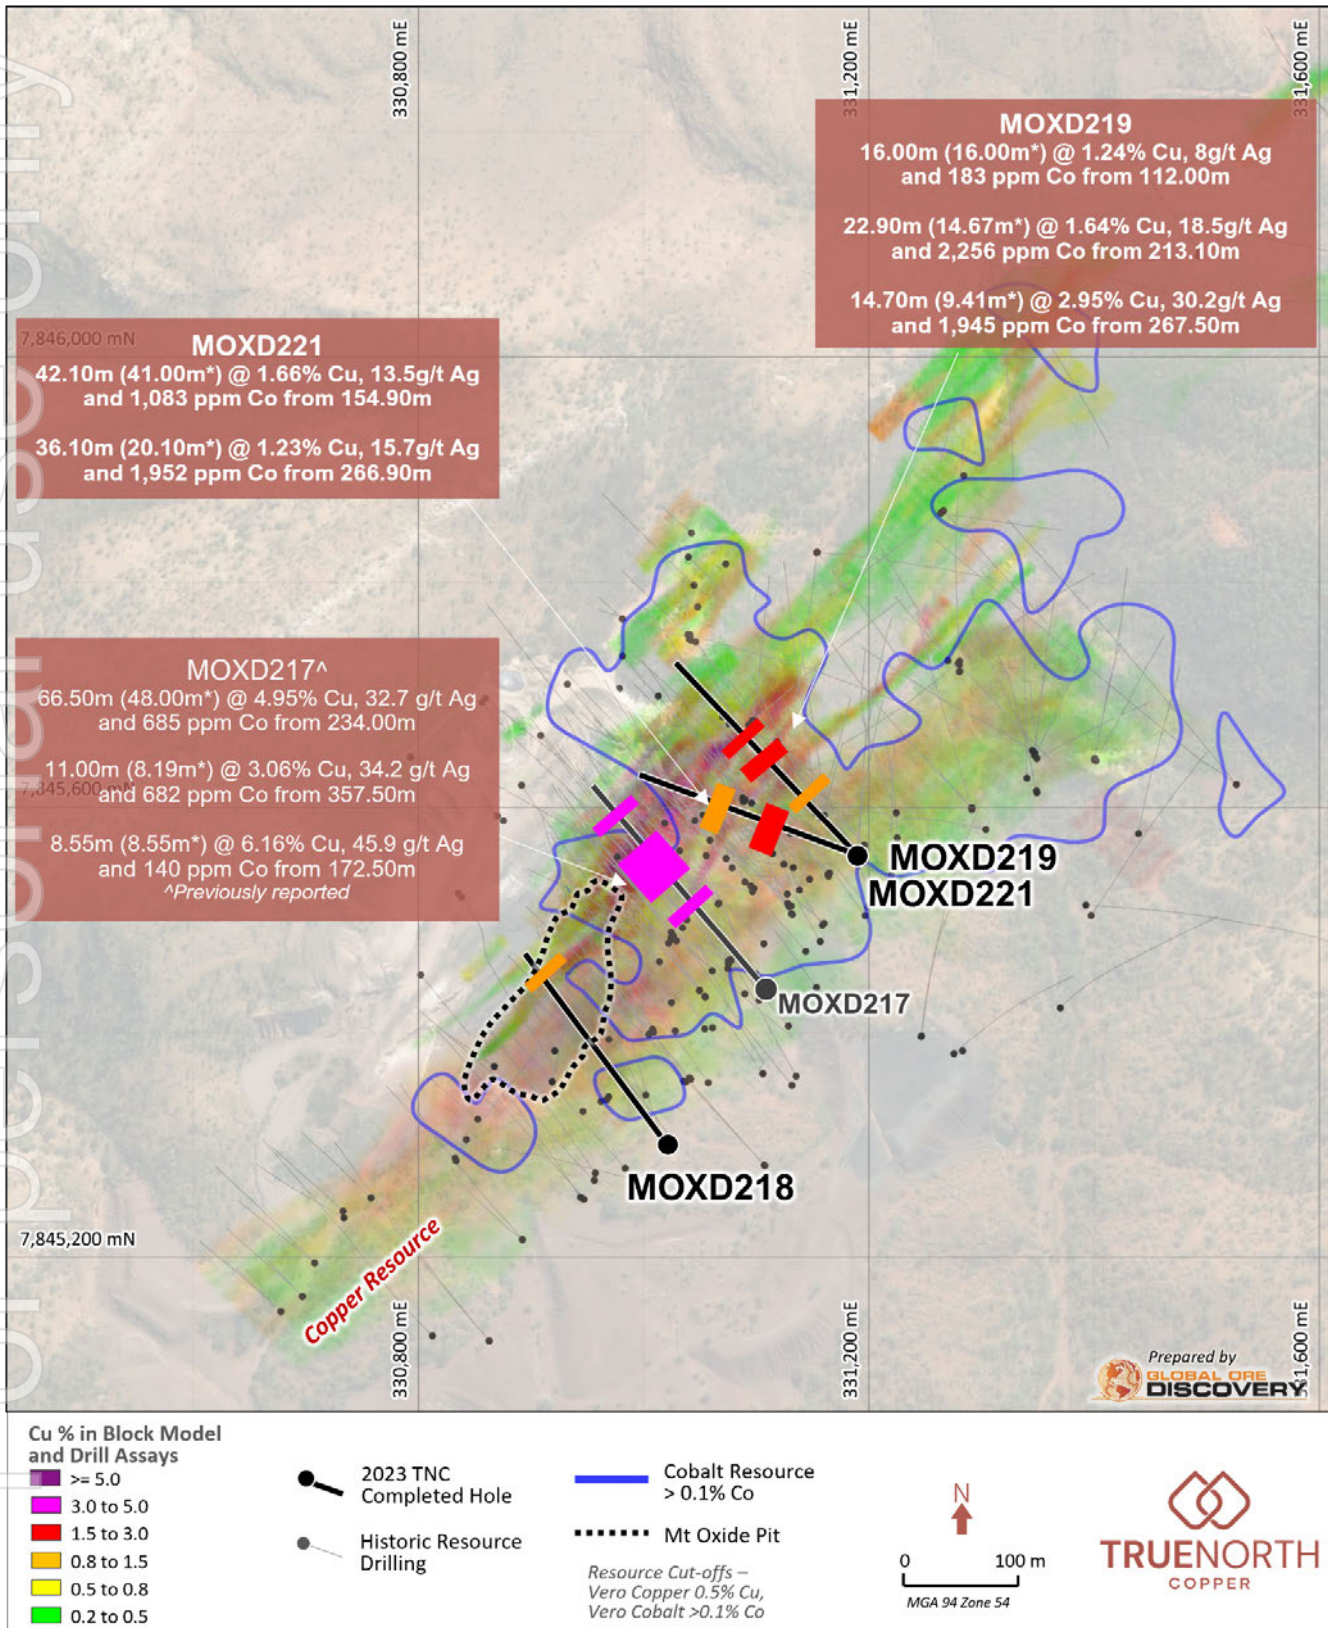 For personal use only
330,800 mE
331,200 mE
331,600 mE
MOXD219
16.00m (16.00m*) @ 1.24% Cu, 8g/t Ag
and 183 ppm Co from 112.00m
22.90m (14.67m*) @ 1.64% Cu, 18.5g/t Ag
and 2,256 ppm Co from 213.10m
14.70m (9.41m*) @ 2.95% Cu, 30.2g/t Ag
and 1,945 ppm Co from 267.50m
7,846,000 mN
MOXD221
42.10m (41.00m*) @ 1.66% Cu, 13.5g/t Ag
and 1,083 ppm Co from 154.90m
36.10m (20.10m*) @ 1.23% Cu, 15.7g/t Ag
and 1,952 ppm Co from 266.90m
MOXD217^
66.50m (48.00m*) @ 4.95% Cu, 32.7 g/t Ag
and 685 ppm Co from 234.00m
11.00m (8.19m*) @ 3.06% Cu, 34.2 g/t Ag
7,845,600 mN
and 682 ppm Co from 357.50m
8.55m (8.55m*) @ 6.16% Cu, 45.9 g/t Ag
and 140 ppm Co from 172.50m
^Previously reported
MOXD219
MOXD221
MOXD217
MOXD218
7,845,200 mN
Copper Resource
330,800 mE
331,200 mE
331,600 mE
Prepared by
GLOBAL ORE
DISCOVERY
Cu % in Block Model
and Drill Assays
>= 5.0
3.0 to 5.0
1.5 to 3.0
0.8 to 1.5
0.5 to 0.8
0.2 to 0.5
2023 TNC
Completed Hole
Historic Resource
Drilling
Cobalt Resource
> 0.1% Co
Mt Oxide Pit
Resource Cut-offs –
Vero Copper 0.5% Cu,
Vero Cobalt >0.1% Co
N
0 100 m
MGA 94 Zone 54
TRUENORTH
COPPER